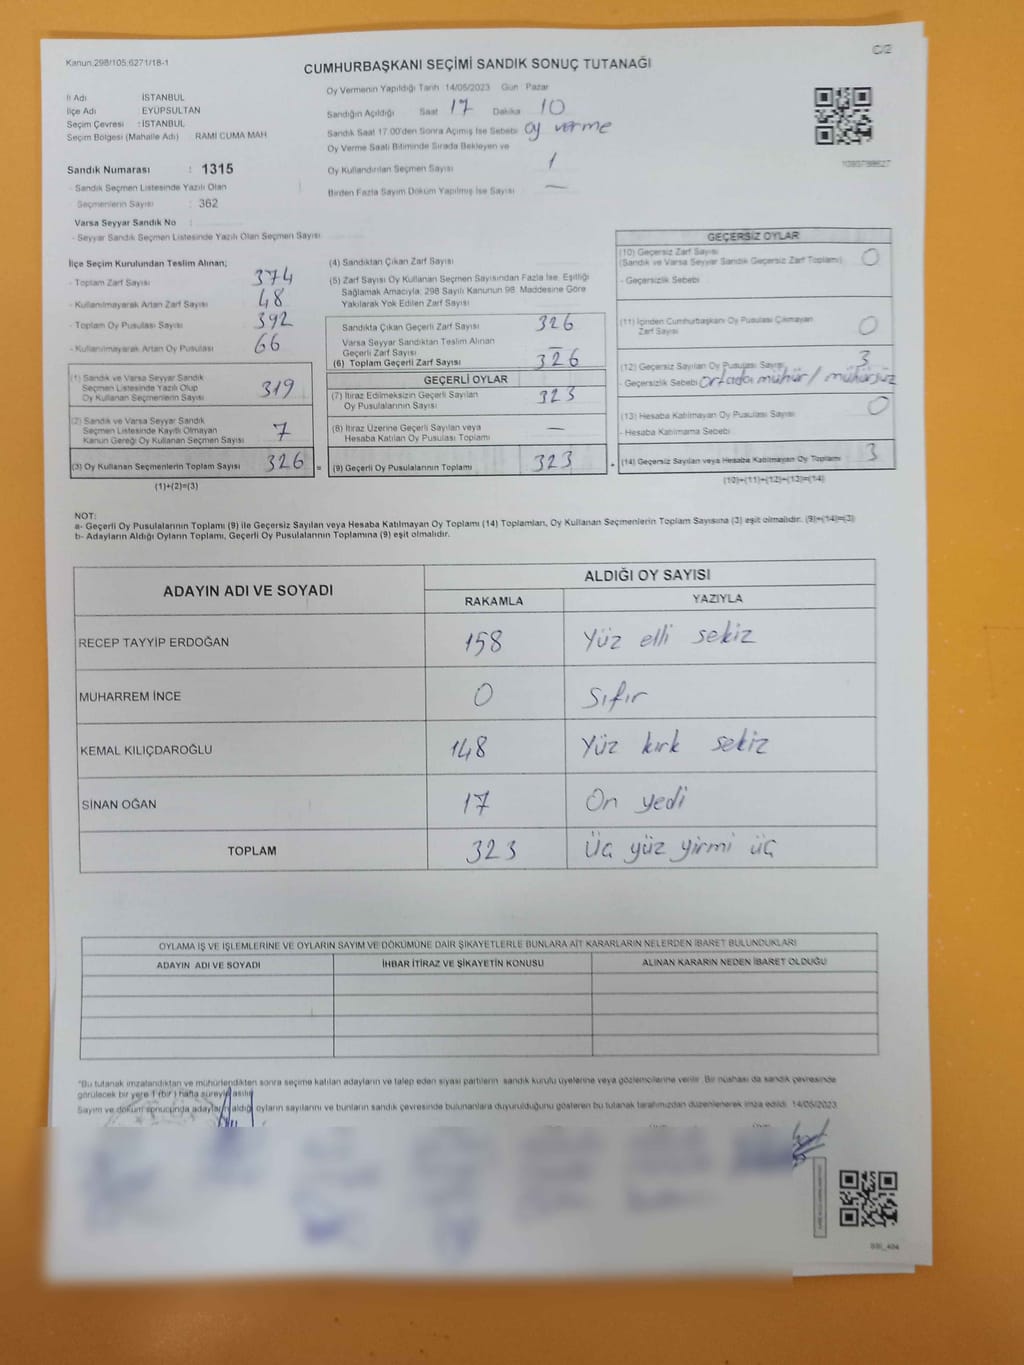 Kanun:298/105;6271/18-1
C/2
CUMHURBAŞKANI SEÇİMİ SANDIK SONUÇ TUTANAĞI
İl Adı İSTANBUL
İlçe Adı EYÜPSULTAN
Seçim Çevresi : İSTANBUL
Seçim Bölgesi (Mahalle Adı) RAMİ CUMA MAH
Sandık Numarası : 1315
- Sandık Seçmen Listesinde Yazılı Olan
Seçmenlerin Sayısı : 362
Varsa Seyyar Sandık No :
- Seyyar Sandık Seçmen Listesinde Yazılı Olan Seçmen Sayısı
Oy Vermenin Yapıldığı Tarih 14/05/2023 Gün Pazar
Sandığın Açıldığı Saat 17 Dakika 10
Sandık Saat 17.00'den Sonra Açılmış İse Sebebi oy verme
Oy Verme Saati Bitiminde Sırada Bekleyen ve
Oy Kullandırılan Seçmen Sayısı 1
Birden Fazla Sayım Döküm Yapılmış İse Sayısı —
İlçe Seçim Kurulundan Teslim Alınan;
- Toplam Zarf Sayısı 374
- Kullanılmayarak Artan Zarf Sayısı 48
- Toplam Oy Pusulası Sayısı 392
- Kullanılmayarak Artan Oy Pusulası 66
(1) Sandık ve Varsa Seyyar Sandık
Seçmen Listesinde Yazılı Olup
Oy Kullanan Seçmenlerin Sayısı 319
(2) Sandık ve Varsa Seyyar Sandık
Seçmen Listesinde Kayıtlı Olmayan
Kanun Gereği Oy Kullanan Seçmen Sayısı 7
(3) Oy Kullanan Seçmenlerin Toplam Sayısı 326 =
(1)+(2)=(3)
(4) Sandıktan Çıkan Zarf Sayısı
(5) Zarf Sayısı Oy Kullanan Seçmen Sayısından Fazla İse, Eşitliği
Sağlamak Amacıyla; 298 Sayılı Kanunun 98. Maddesine Göre
Yakılarak Yok Edilen Zarf Sayısı
Sandıkta Çıkan Geçerli Zarf Sayısı 326
Varsa Seyyar Sandıktan Teslim Alınan
Geçerli Zarf Sayısı —
(6) Toplam Geçerli Zarf Sayısı 326
GEÇERLİ OYLAR
(7) İtiraz Edilmeksizin Geçerli Sayılan
Oy Pusulalarının Sayısı 323
(8) İtiraz Üzerine Geçerli Sayılan veya
Hesaba Katılan Oy Pusulası Toplamı —
(9) Geçerli Oy Pusulalarının Toplamı 323
GEÇERSİZ OYLAR
(10) Geçersiz Zarf Sayısı
(Sandık ve Varsa Seyyar Sandık Geçersiz Zarf Toplamı) 0
- Geçersizlik Sebebi
(11) İçinden Cumhurbaşkanı Oy Pusulası Çıkmayan
Zarf Sayısı 0
(12) Geçersiz Sayılan Oy Pusulası Sayısı 3
- Geçersizlik Sebebi ortada mühür / mühürsüz
(13) Hesaba Katılmayan Oy Pusulası Sayısı 0
- Hesaba Katılmama Sebebi
(14) Geçersiz Sayılan veya Hesaba Katılmayan Oy Toplamı 3
(10)+(11)+(12)+(13)=(14)
NOT:
a- Geçerli Oy Pusulalarının Toplamı (9) ile Geçersiz Sayılan veya Hesaba Katılmayan Oy Toplamı (14) Toplamları, Oy Kullanan Seçmenlerin Toplam Sayısına (3) eşit olmalıdır. (9)+(14)=(3)
b- Adayların Aldığı Oyların Toplamı, Geçerli Oy Pusulalarının Toplamına (9) eşit olmalıdır.
ADAYIN ADI VE SOYADI
ALDIĞI OY SAYISI
RAKAMLA YAZIYLA
RECEP TAYYİP ERDOĞAN 158 Yüz elli sekiz
MUHARREM İNCE 0 Sıfır
KEMAL KILIÇDAROĞLU 148 Yüz kırk sekiz
SİNAN OĞAN 17 On yedi
TOPLAM 323 Üç yüz yirmi üç
OYLAMA İŞ VE İŞLEMLERİNE VE OYLARIN SAYIM VE DÖKÜMÜNE DAİR ŞİKAYETLERLE BUNLARA AİT KARARLARIN NELERDEN İBARET BULUNDUKLARI
ADAYIN ADI VE SOYADI İHBAR İTİRAZ VE ŞİKAYETİN KONUSU ALINAN KARARIN NEDEN İBARET OLDUĞU
"Bu tutanak imzalandıktan ve mühürlendikten sonra seçime katılan adayların ve talep eden siyasi partilerin sandık kurulu üyelerine veya gözlemcilerine verilir. Bir nüshası da sandık çevresinde
görülecek bir yere 1 (bir) hafta süreyle asılır.
Sayım ve döküm sonucunda adayların aldığı oyların sayılarını ve bunların sandık çevresinde bulunanlara duyurulduğunu gösteren bu tutanak tarafımızdan düzenlenerek imza edildi. 14/05/2023